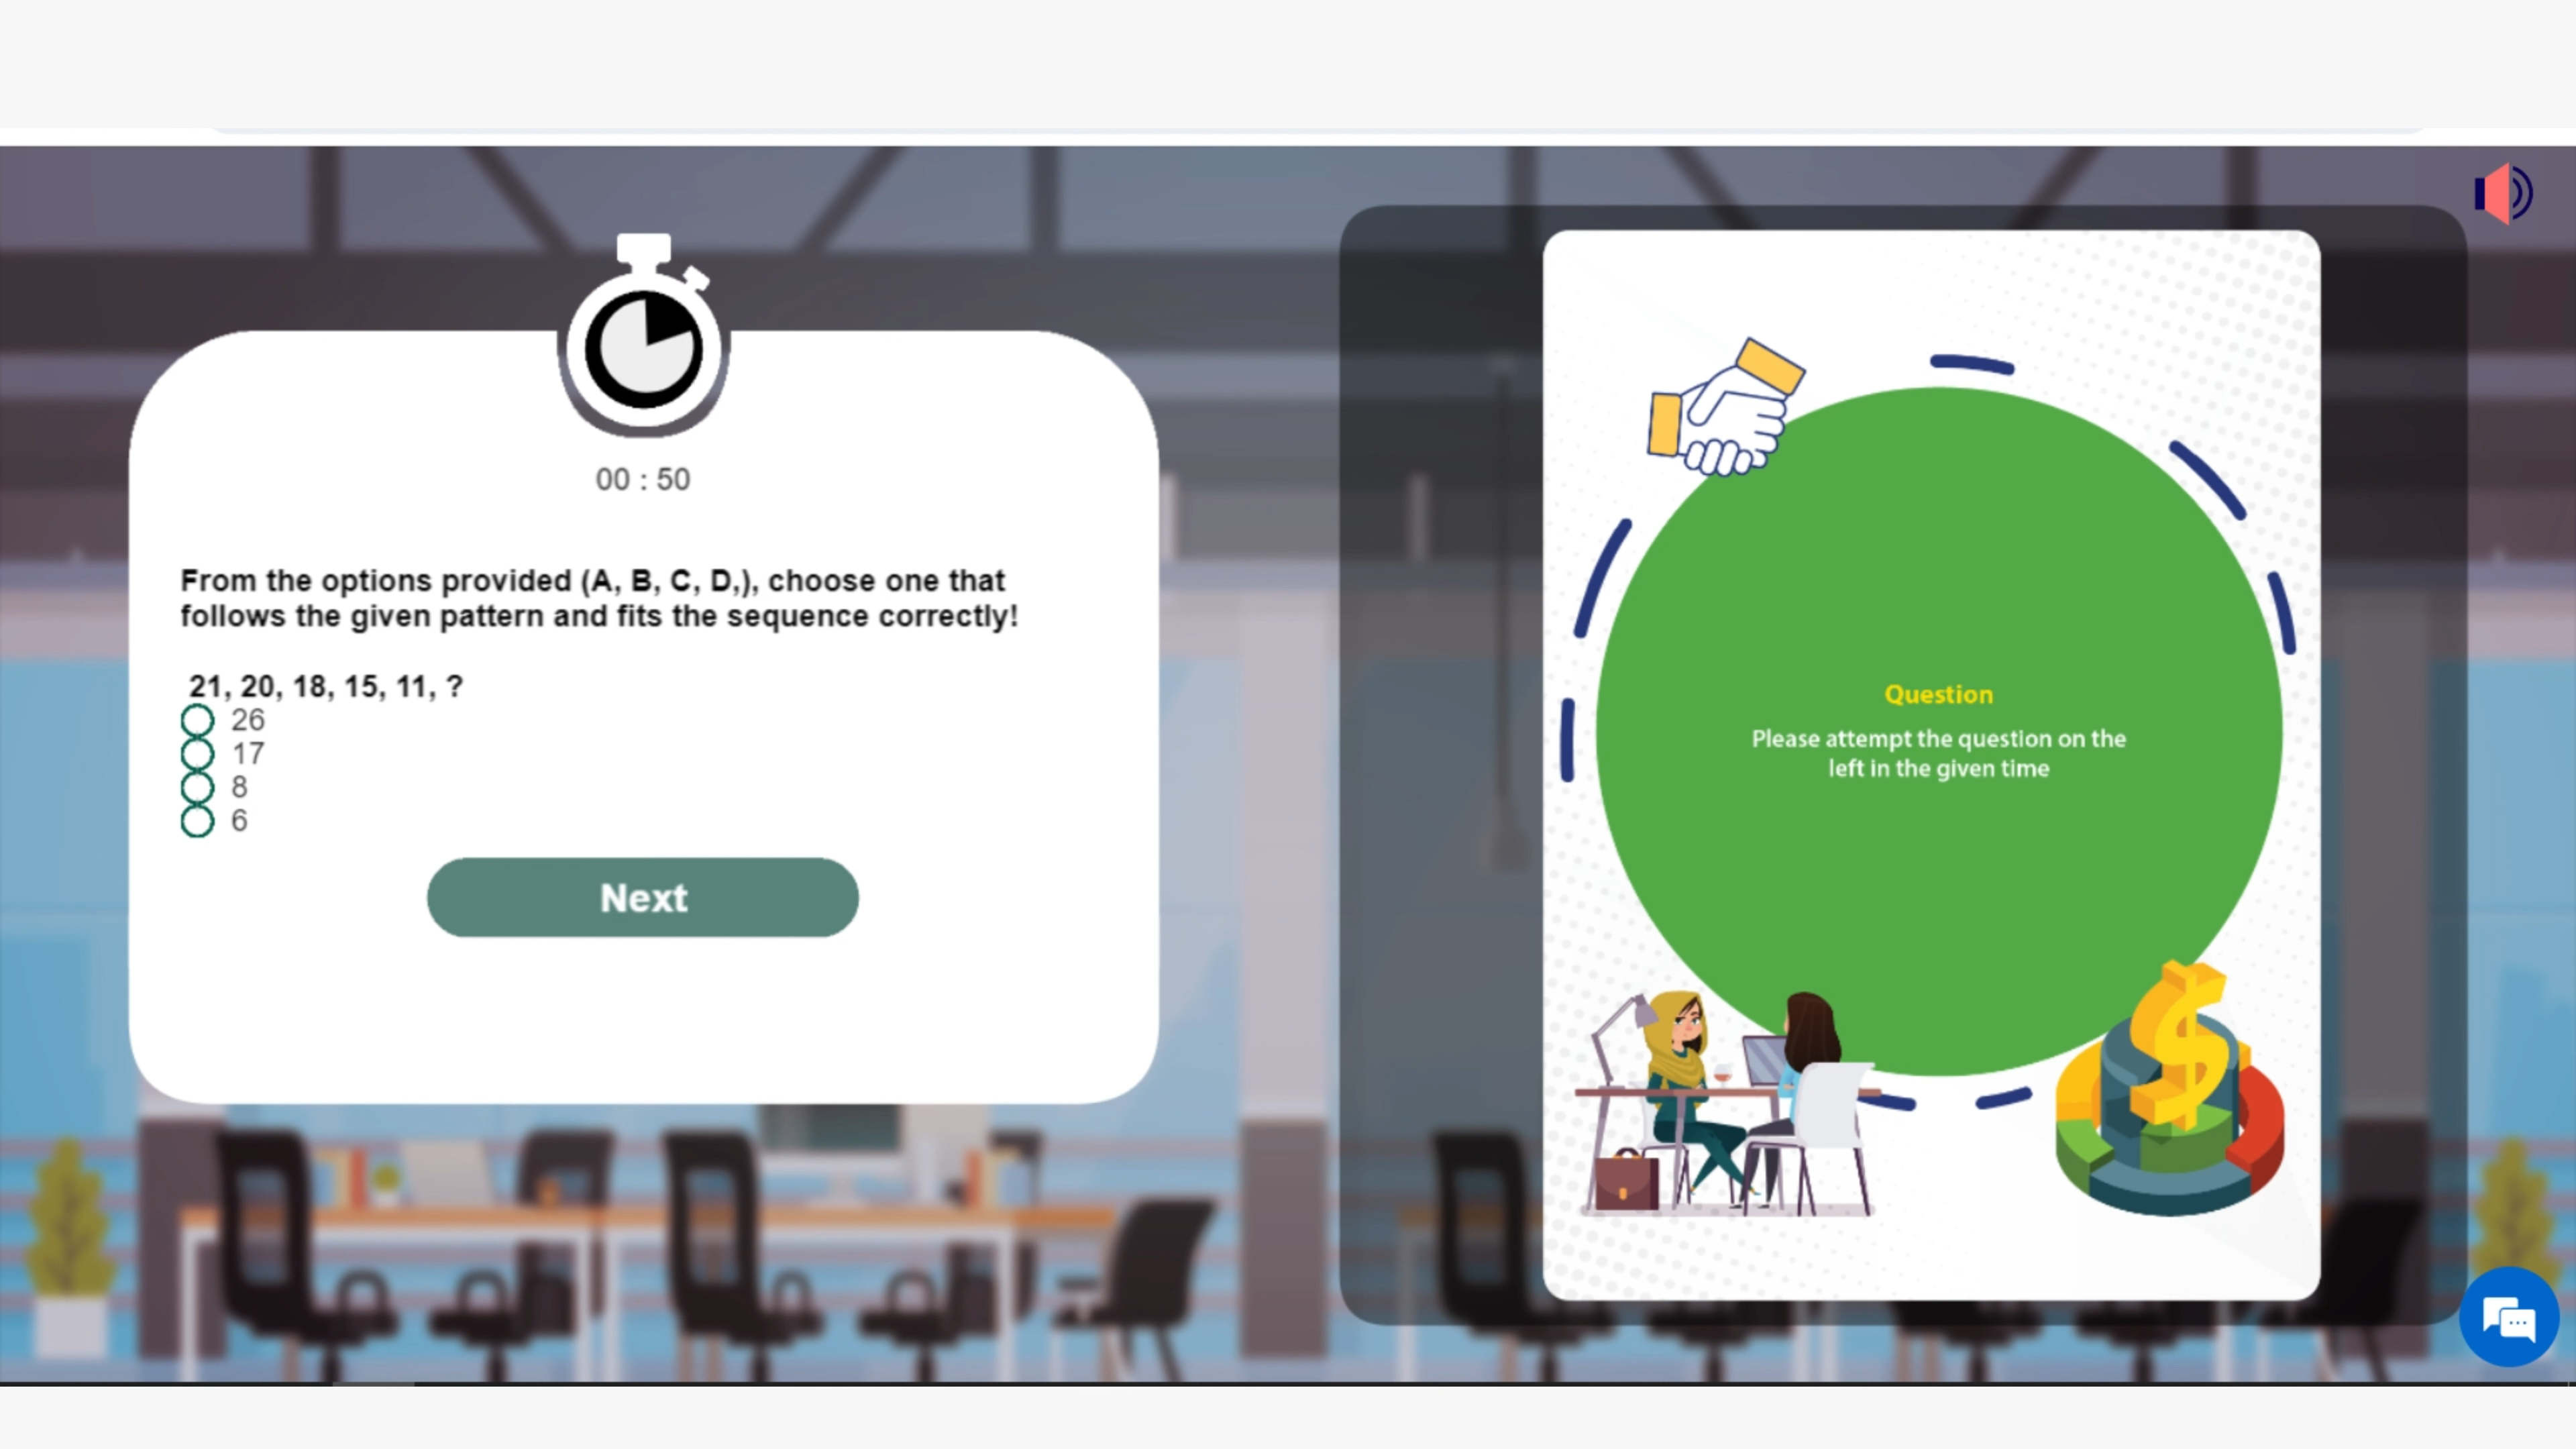 00 : 50
From the options provided (A, B, C, D,), choose one that
follows the given pattern and fits the sequence correctly!
21, 20, 18, 15, 11, ?
26
17
8
6
Next
Question
Please attempt the question on the
left in the given time